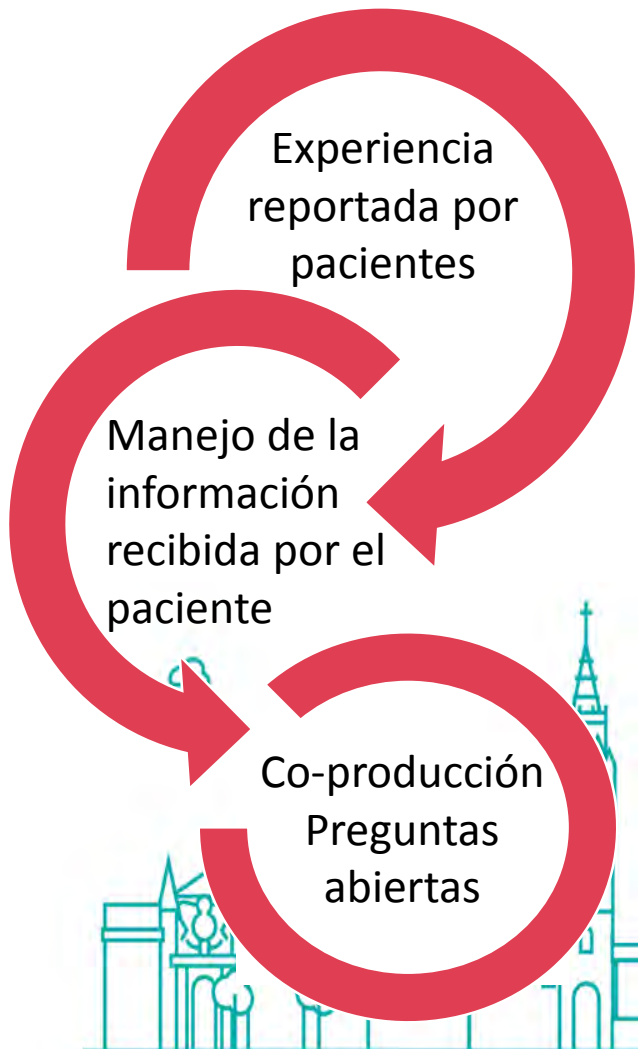 Experiencia
reportada por
pacientes
Manejo de la
información
recibida por el
paciente
Co-producción
Preguntas
abiertas